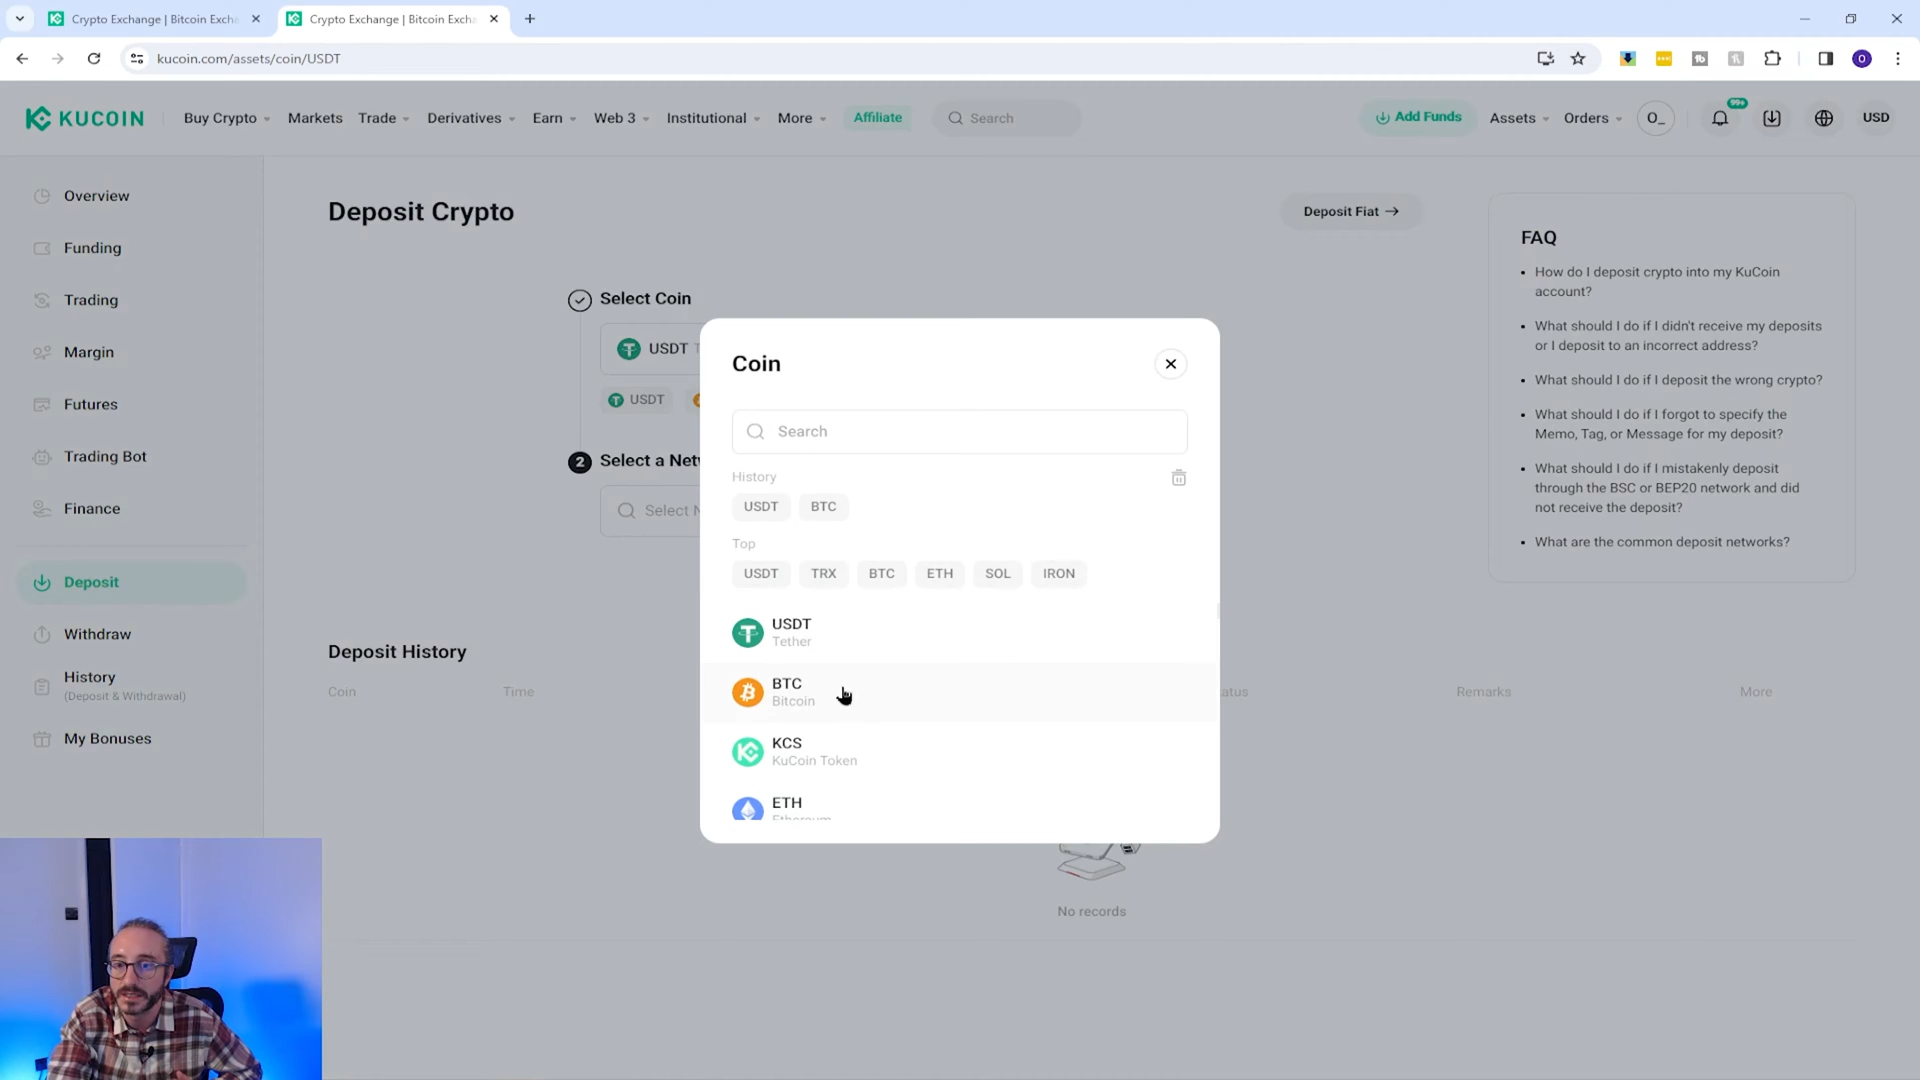 Crypto Exchange | Bitcoin Excha
Crypto Exchange | Bitcoin Excha
kucoin.com/assets/coin/USDT
O
KUCOIN
Buy Crypto
Markets
Trade
Derivatives
Earn
Web 3
Institutional
More
Affiliate
Search
Add Funds
Assets
Orders
O_
99+
USD
Overview
Funding
Trading
Margin
Futures
Trading Bot
Finance
Deposit
Withdraw
History
(Deposit & Withdrawal)
My Bonuses
Deposit Crypto
Deposit Fiat →
Select Coin
USDT T
USDT
2
Select a Net
Select N
Coin
Search
History
USDT
BTC
Top
USDT
TRX
BTC
ETH
SOL
IRON
USDT
Tether
BTC
Bitcoin
KCS
KuCoin Token
ETH
Ethereum
FAQ
• How do I deposit crypto into my KuCoin
account?
• What should I do if I didn't receive my deposits
or I deposit to an incorrect address?
• What should I do if I deposit the wrong crypto?
• What should I do if I forgot to specify the
Memo, Tag, or Message for my deposit?
• What should I do if I mistakenly deposit
through the BSC or BEP20 network and did
not receive the deposit?
• What are the common deposit networks?
Deposit History
Coin
Time
atus
Remarks
More
No records